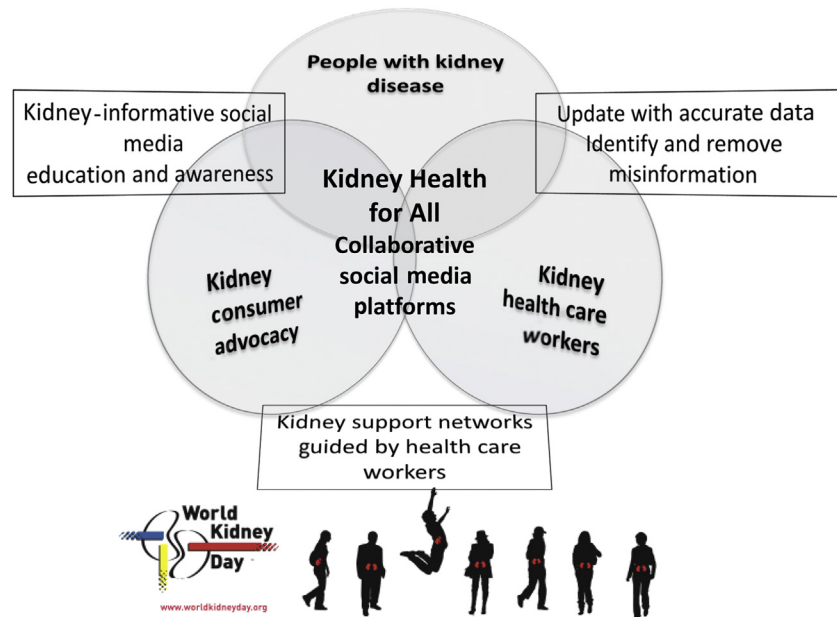 People with kidney
disease
Kidney-informative social
media
education and awareness
Update with accurate data
Identify and remove
misinformation
Kidney Health
for All
Collaborative
social media
platforms
Kidney
consumer
advocacy
Kidney
health care
workers
Kidney support networks
guided by health care
workers
World
Kidney
Day
www.worldkidneyday.org